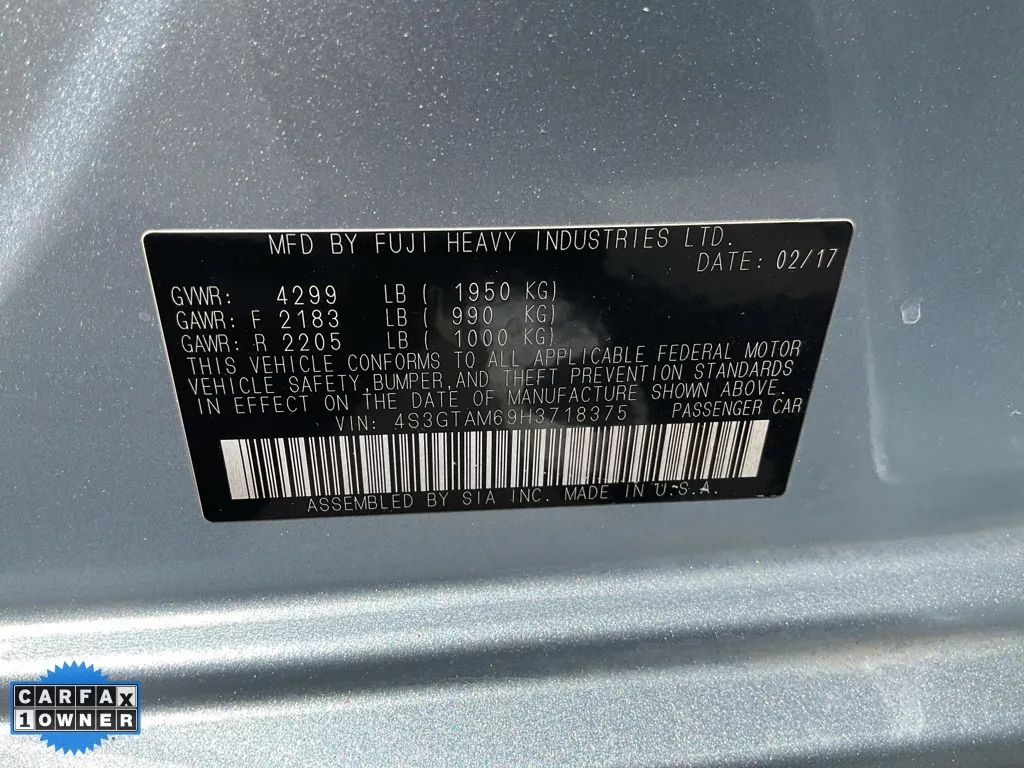 MFD BY FUJI HEAVY INDUSTRIES LTD.
DATE: 02/17
GVWR: 4299 LB ( 1950 KG)
GAWR: F 2183 LB ( 990 KG)
GAWR: R 2205 LB ( 1000 KG)
THIS VEHICLE CONFORMS TO ALL APPLICABLE FEDERAL MOTOR
VEHICLE SAFETY,BUMPER,AND THEFT PREVENTION STANDARDS
IN EFFECT ON THE DATE OF MANUFACTURE SHOWN ABOVE.
VIN: 4S3GTAM69H3718375 PASSENGER CAR
ASSEMBLED BY SIA INC. MADE IN U.S.A.
CARFAX
1 OWNER